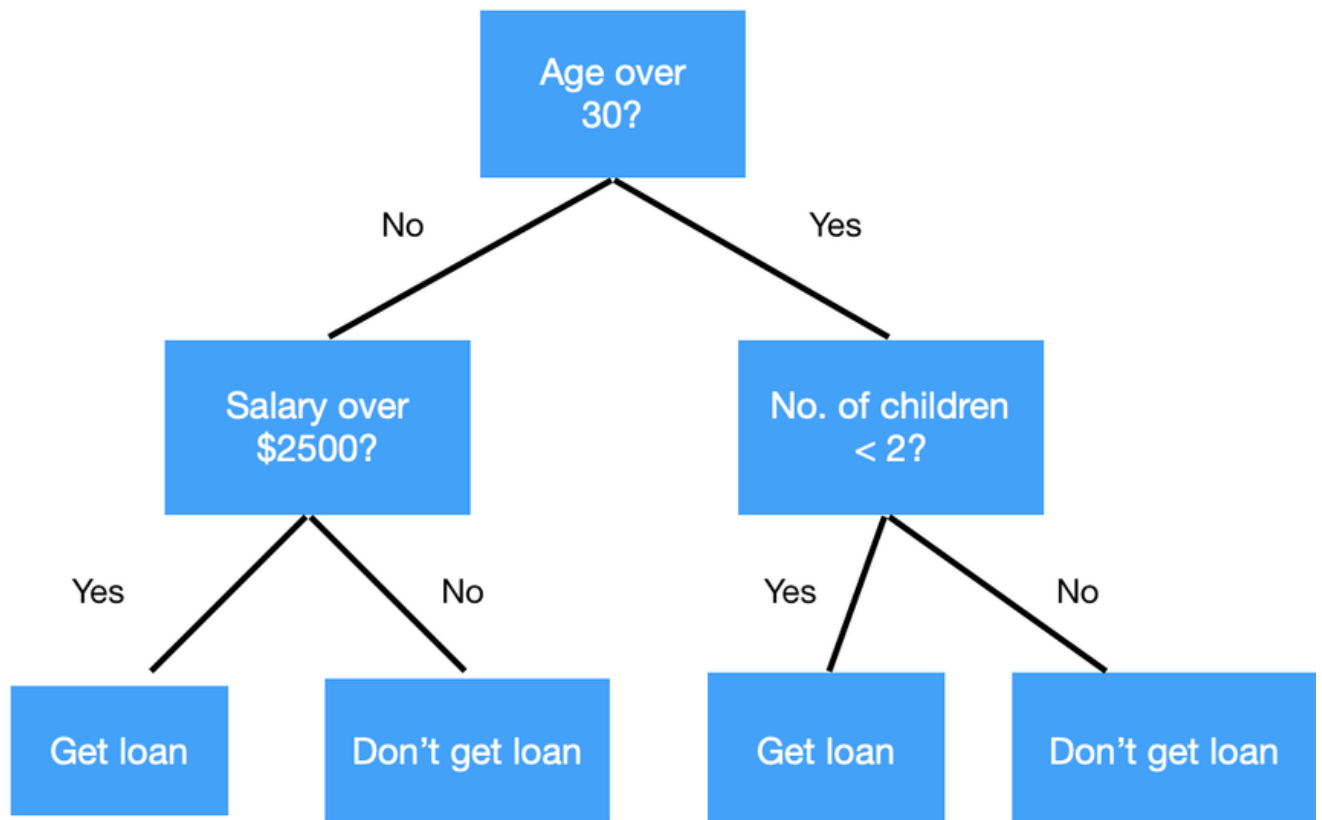 Age over
30?
No
Yes
Salary over
$2500?
No. of children
< 2?
Yes
No
Yes
No
Get loan
Don’t get loan
Get loan
Don’t get loan